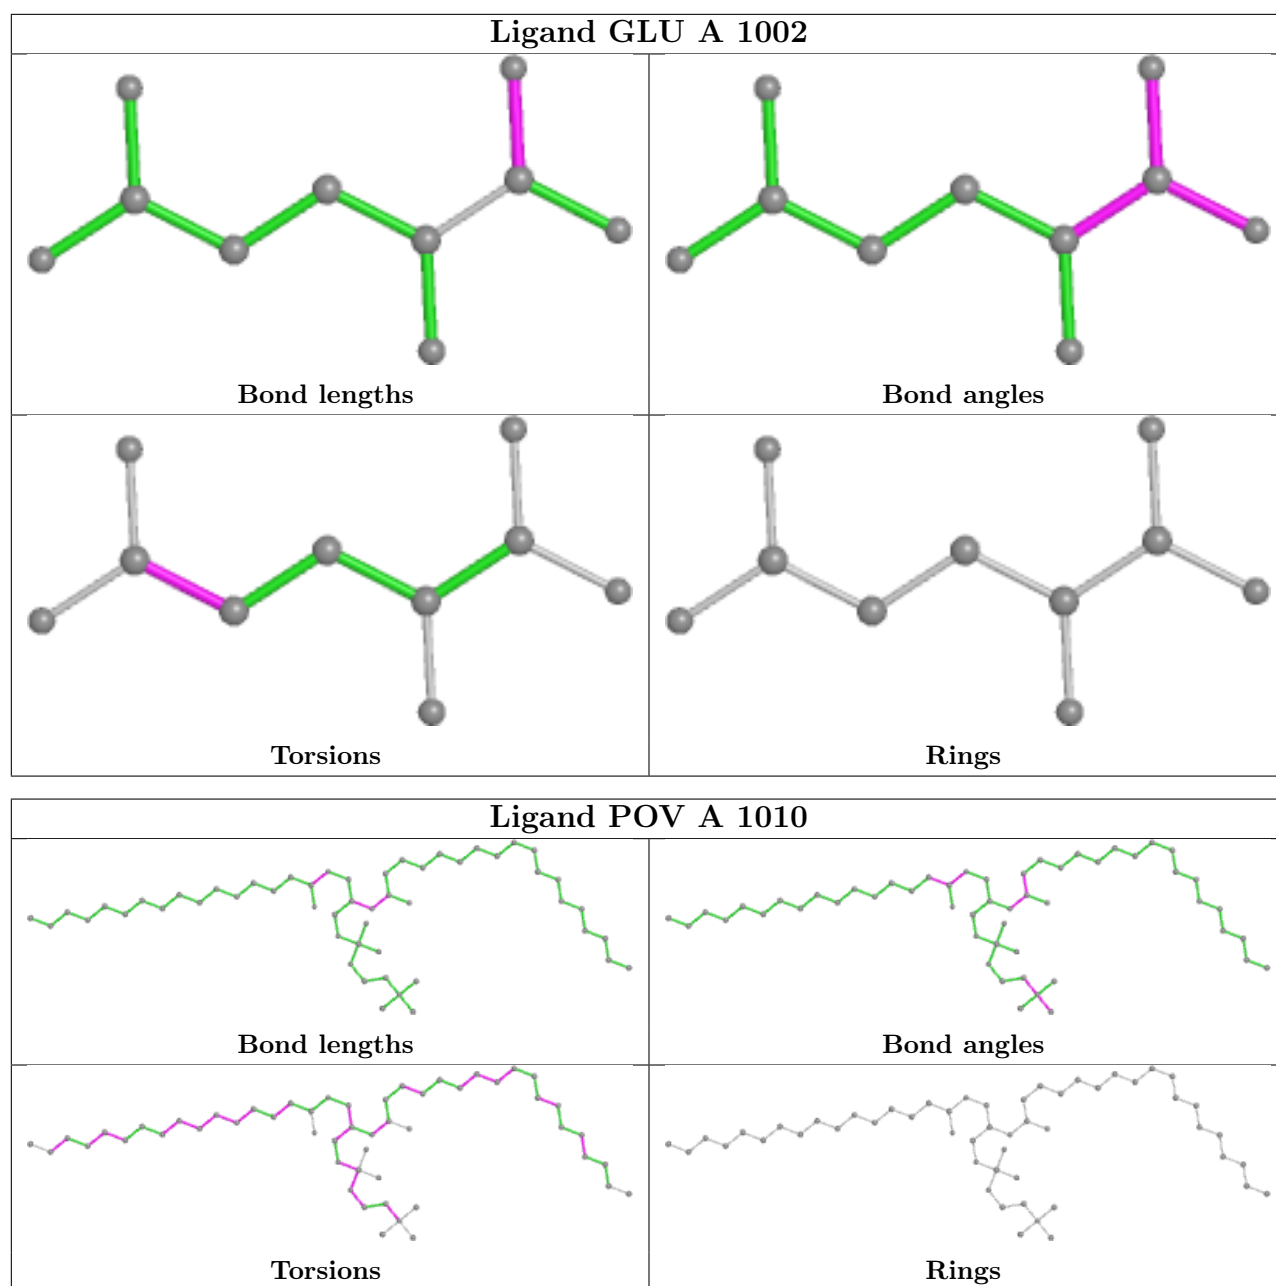 Ligand GLU A 1002
Bond lengths
Bond angles
Torsions
Rings
Ligand POV A 1010
Bond lengths
Bond angles
Torsions
Rings